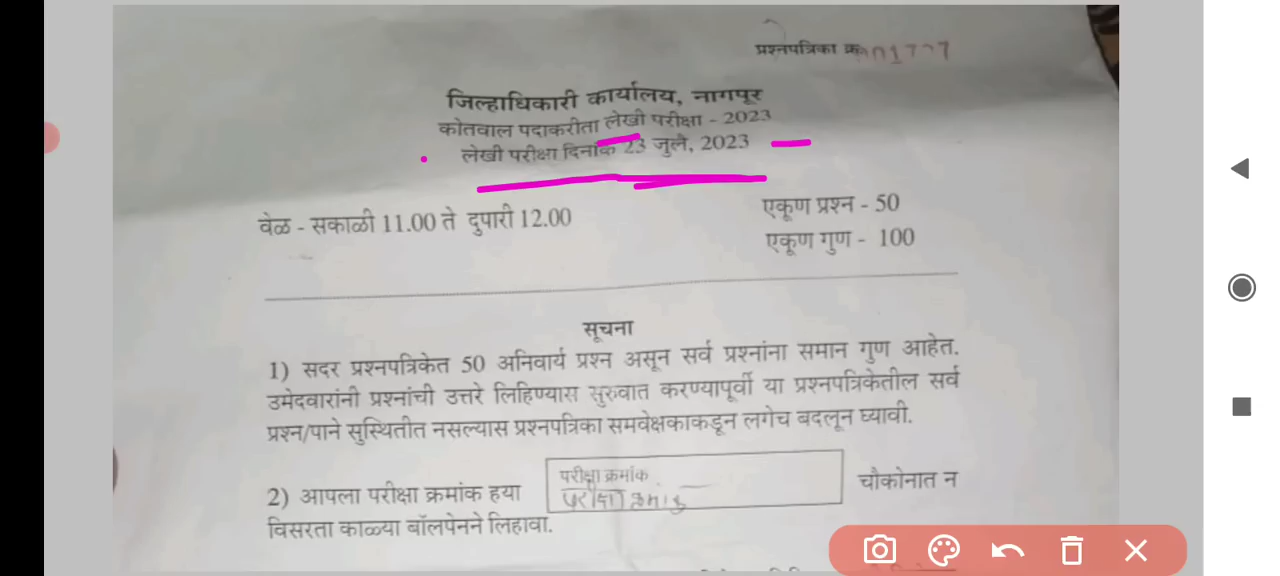 प्रश्नपत्रिका क्र
जिल्हाधिकारी कार्यालय, नागपूर
कोतवाल पदाकरीता लेखी परीक्षा - 2023
लेखी परीक्षा दिनांक 23 जुलै, 2023
वेळ - सकाळी 11.00 ते दुपारी 12.00
एकूण प्रश्न - 50
एकूण गुण - 100
सूचना
1) सदर प्रश्नपत्रिकेत 50 अनिवार्य प्रश्न असून सर्व प्रश्नांना समान गुण आहेत.
उमेदवारांनी प्रश्नांची उत्तरे लिहिण्यास सुरुवात करण्यापूर्वी या प्रश्नपत्रिकेतील सर्व
प्रश्न/पाने सुस्थितीत नसल्यास प्रश्नपत्रिका समवेक्षकाकडून लगेच बदलून घ्यावी.
2) आपला परीक्षा क्रमांक हया
परीक्षा क्रमांक
चौकोनात न
विसरता काळ्या बॉलपेनने लिहावा.